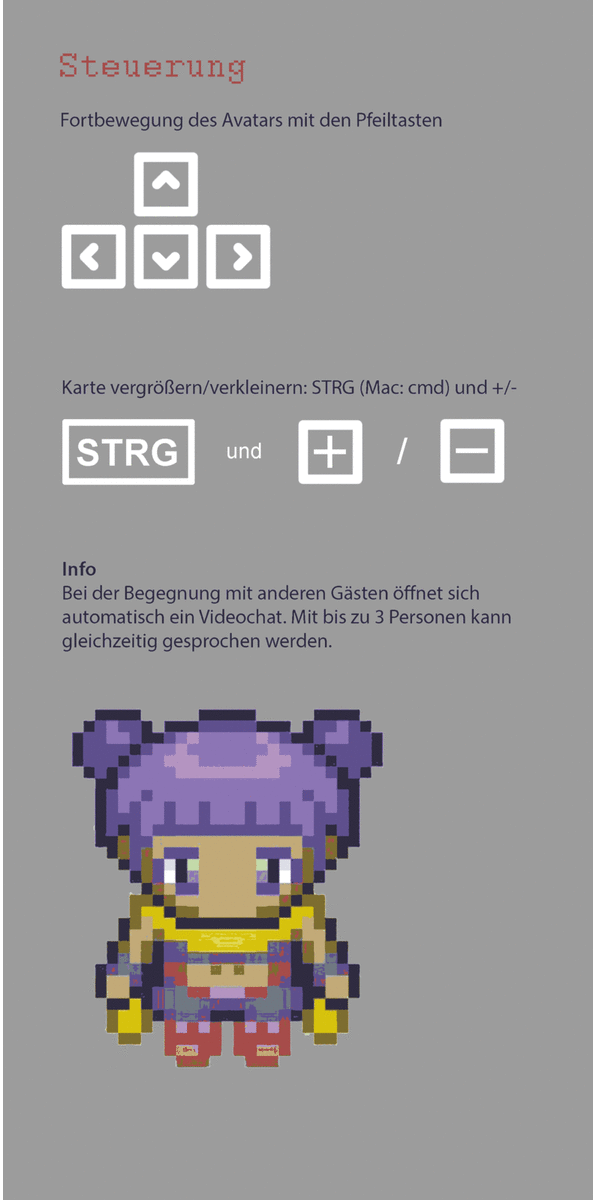 Steuerung
Fortbewegung des Avatars mit den Pfeiltasten
Karte vergrößern/verkleinern: STRG (Mac: cmd) und +/-
STRG und + / −
Info
Bei der Begegnung mit anderen Gästen öffnet sich
automatisch ein Videochat. Mit bis zu 3 Personen kann
gleichzeitig gesprochen werden.